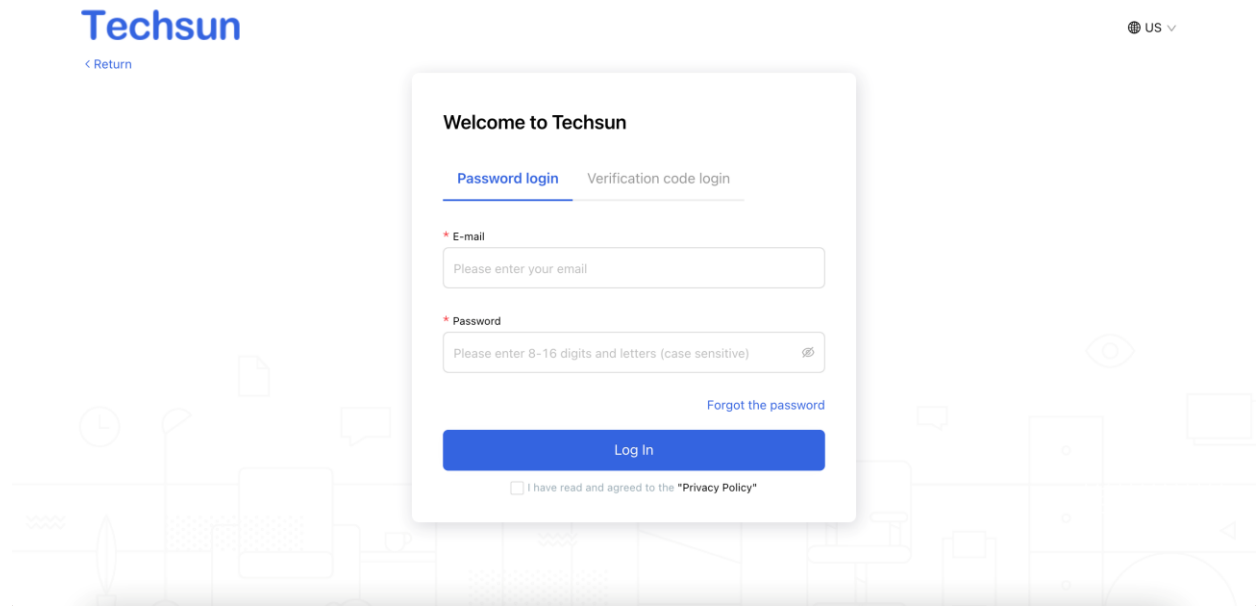 Techsun
US
< Return
Welcome to Techsun
Password login Verification code login
* E-mail
Please enter your email
* Password
Please enter 8-16 digits and letters (case sensitive)
Forgot the password
Log In
I have read and agreed to the "Privacy Policy"